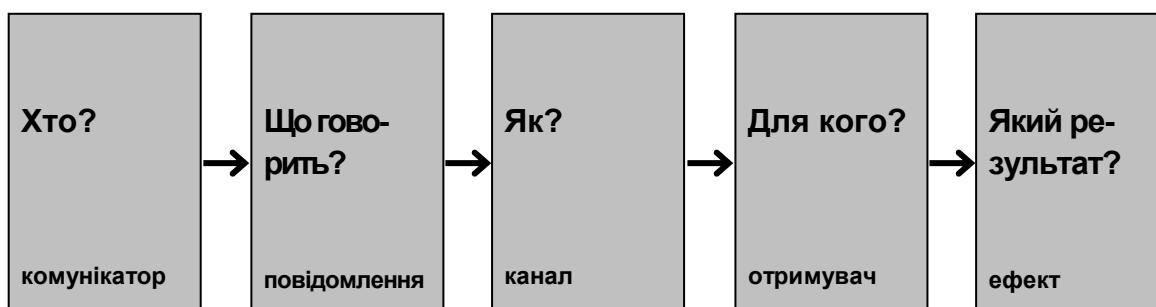 Хто?
комунікатор
Що гово-
рить?
повідомлення
Як?
канал
Для кого?
отримувач
Який ре-
зультат?
ефект